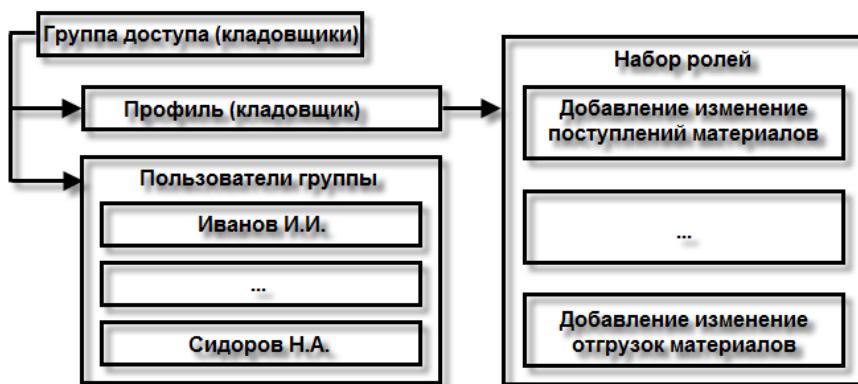 Группа доступа (кладовщики)
Профиль (кладовщик)
Пользователи группы
Иванов И.И.
...
Сидоров Н.А.
Набор ролей
Добавление изменение
поступлений материалов
...
Добавление изменение
отгрузок материалов